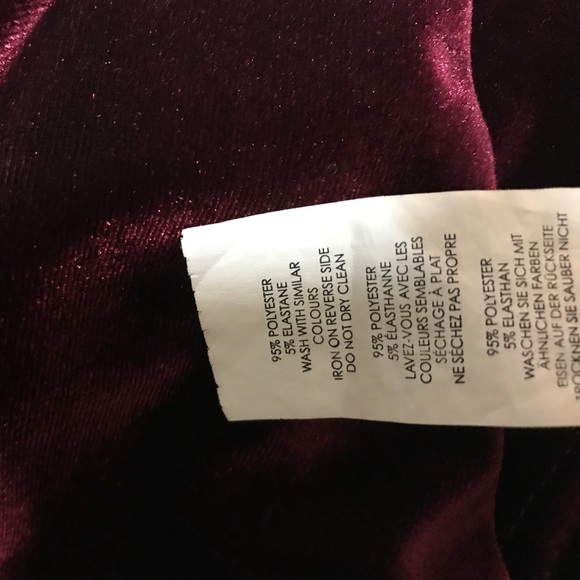 95% POLYESTER
5% ELASTANE
WASH WITH SIMILAR
COLOURS
IRON ON REVERSE SIDE
DO NOT DRY CLEAN
95% POLYESTER
5% ÉLASTHANNE
LAVEZ-VOUS AVEC LES
COULEURS SEMBLABLES
SÉCHAGE À PLAT
NE SÉCHEZ PAS PROPRE
95% POLYESTER
5% ELASTHAN
WASCHEN SIE SICH MIT
ÄHNLICHEN FARBEN
EISEN AUF DER RÜCKSEITE
TROCKNEN SIE SAUBER NICHT